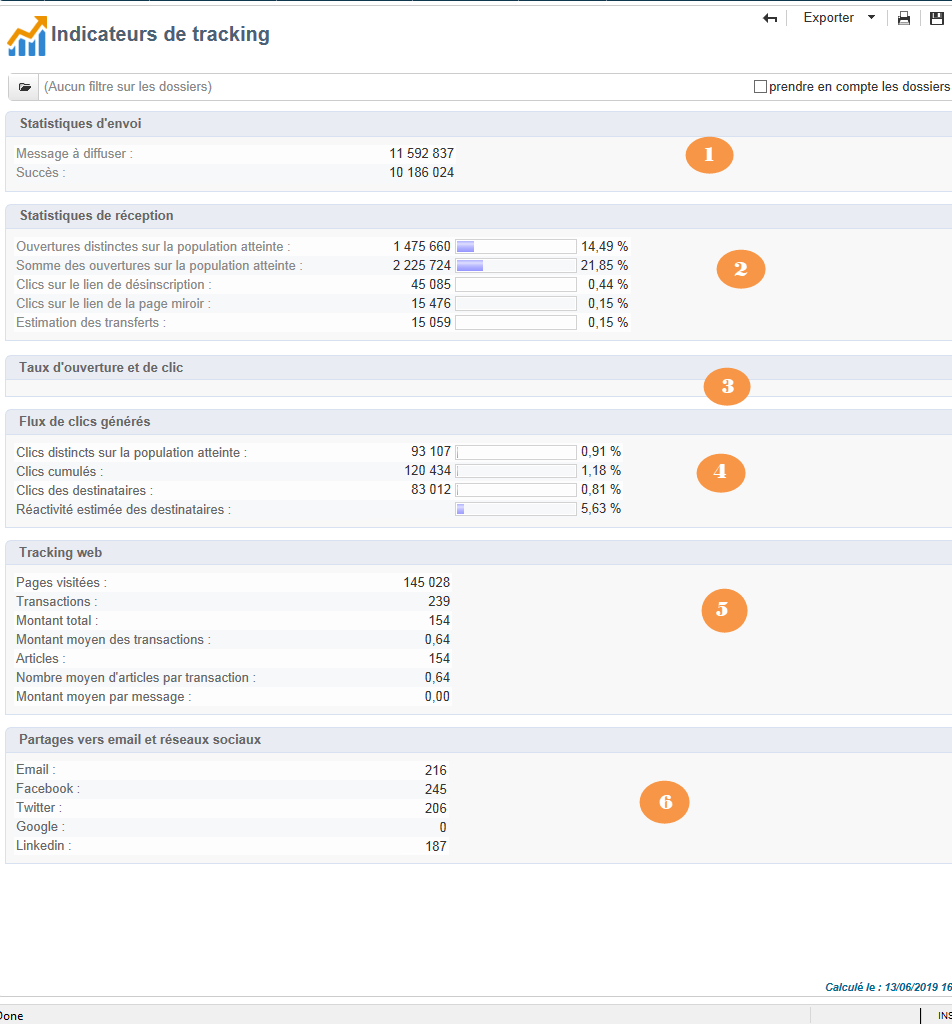 Exporter
Indicateurs de tracking
(Aucun filtre sur les dossiers)
prendre en compte les dossiers
Statistiques d'envoi
Message à diffuser : 11 592 837
1
Succès : 10 186 024
Statistiques de réception
Ouvertures distinctes sur la population atteinte : 1 475 660 14,49 %
Somme des ouvertures sur la population atteinte : 2 225 724 21,85 %
2
Clics sur le lien de désinscription : 45 085 0,44 %
Clics sur le lien de la page miroir : 15 476 0,15 %
Estimation des transferts : 15 059 0,15 %
Taux d'ouverture et de clic
3
Flux de clics générés
Clics distincts sur la population atteinte : 93 107 0,91 %
Clics cumulés : 120 434 1,18 %
4
Clics des destinataires : 83 012 0,81 %
Réactivité estimée des destinataires : 5,63 %
Tracking web
Pages visitées : 145 028
Transactions : 239
5
Montant total : 154
Montant moyen des transactions : 0,64
Articles : 154
Nombre moyen d'articles par transaction : 0,64
Montant moyen par message : 0,00
Partages vers email et réseaux sociaux
Email : 216
Facebook : 245
6
Twitter : 206
Google : 0
Linkedin : 187
Calculé le : 13/06/2019 16
Done
INS